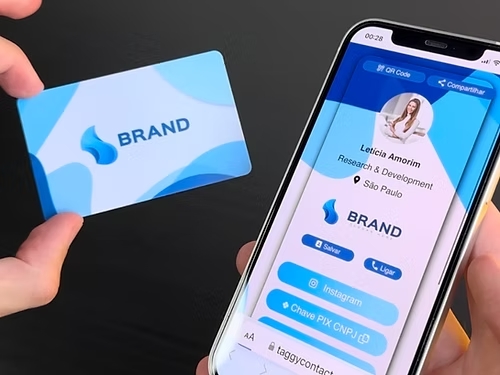 BRAND
00:28
QR Code
Compartilhar
Letícia Amorim
Research & Development
São Paulo
BRAND
Salvar
Ligar
Instagram
Chave PIX CNPJ
AA
taggycontact